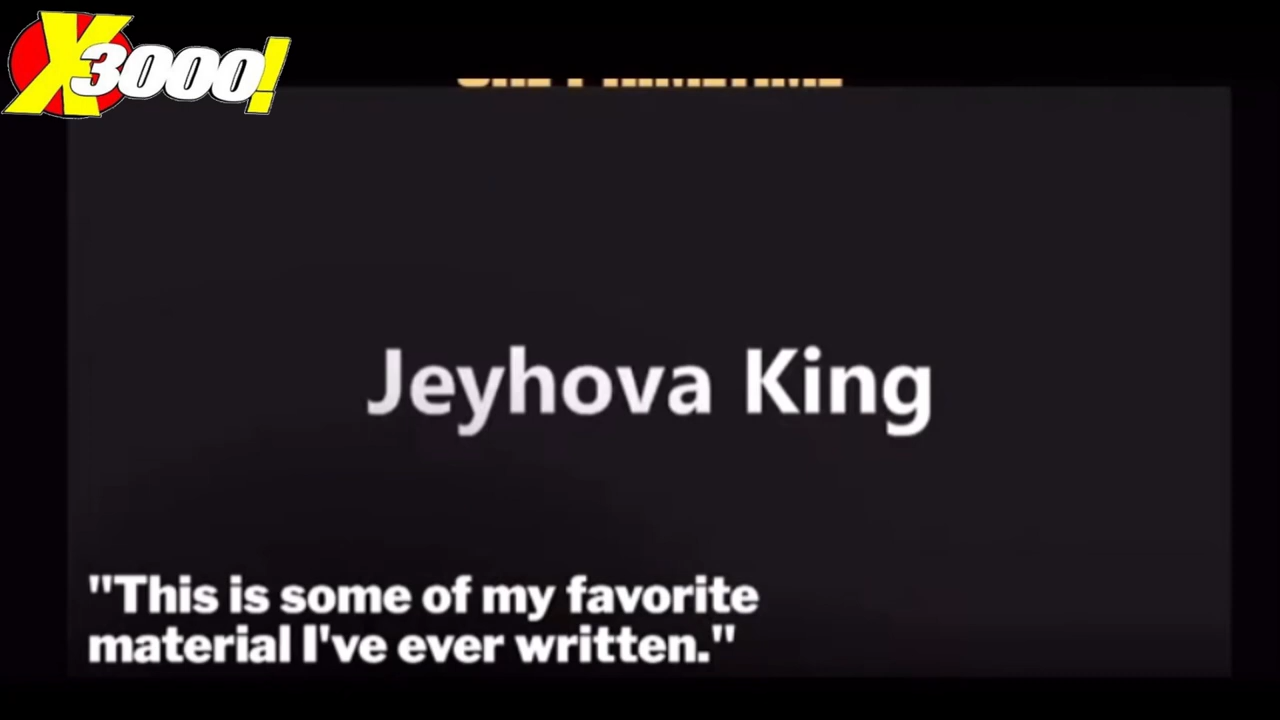 X3000!
Jeyhova King
"This is some of my favorite
material I've ever written."